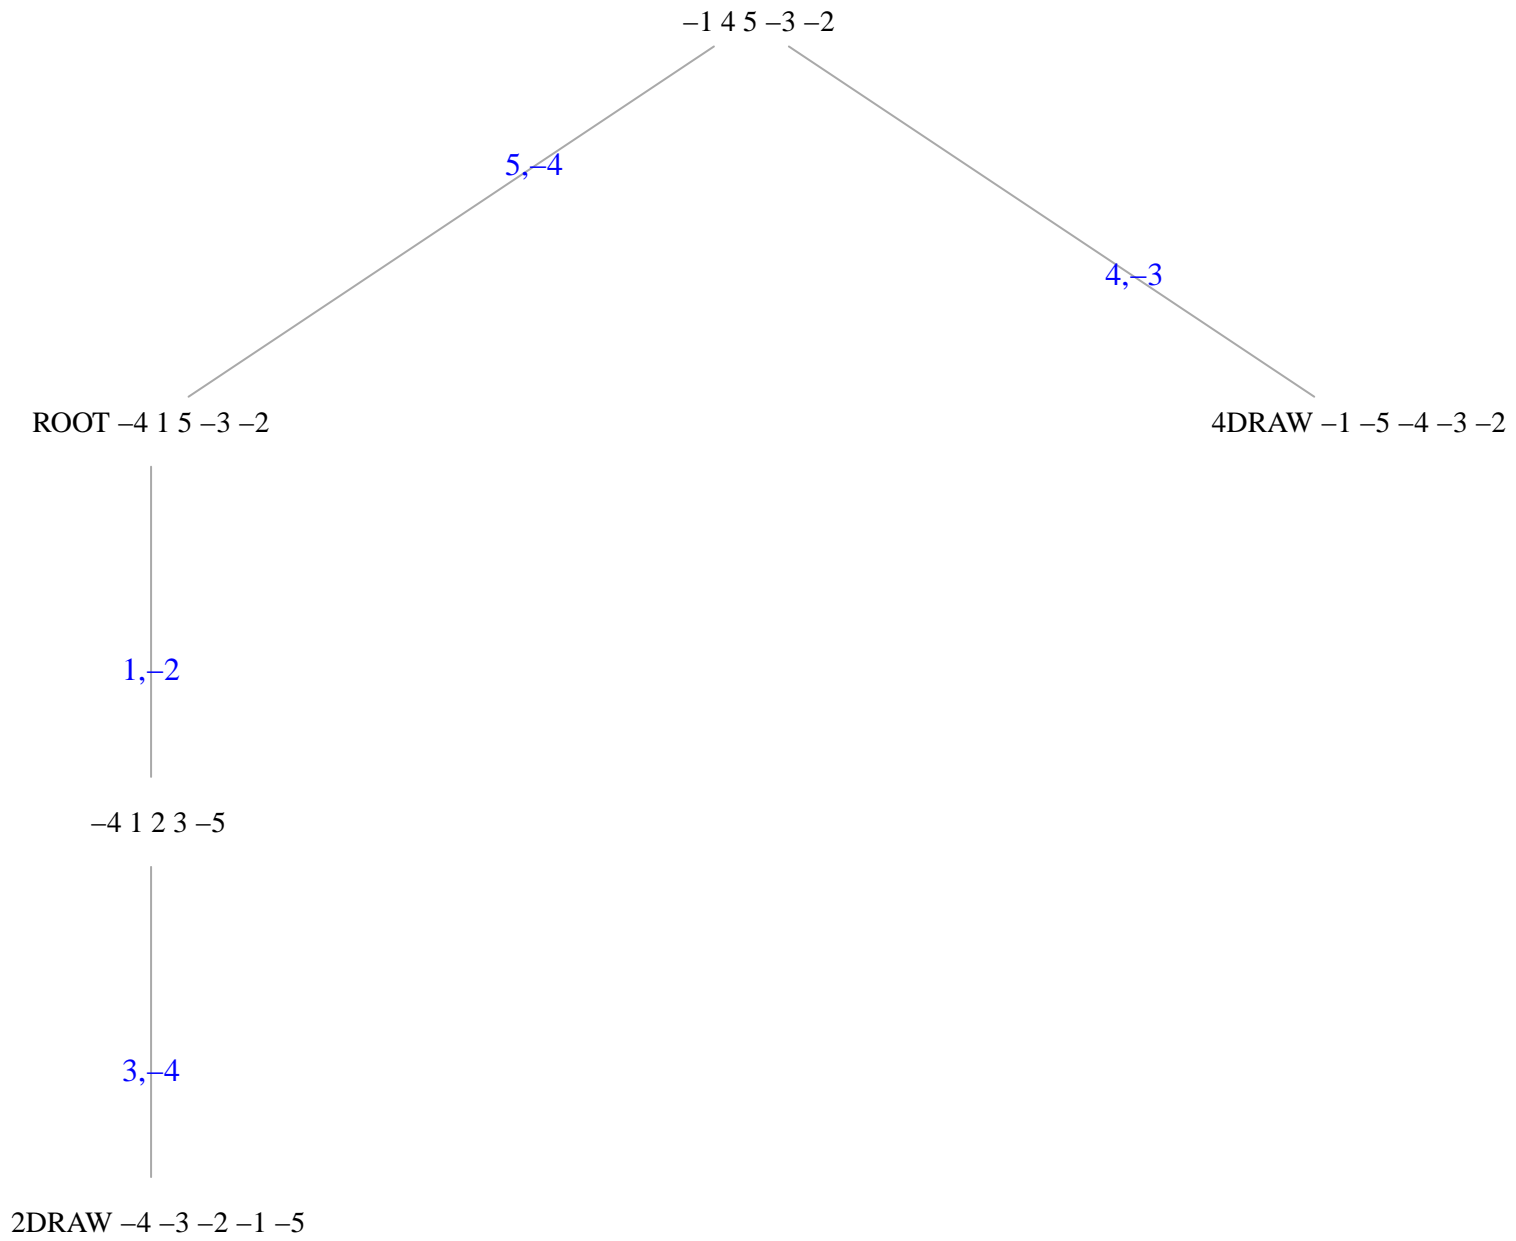 –1 4 5 –3 –2
5,–4
4,–3
ROOT –4 1 5 –3 –2
4DRAW –1 –5 –4 –3 –2
1,–2
–4 1 2 3 –5
3,–4
2DRAW –4 –3 –2 –1 –5